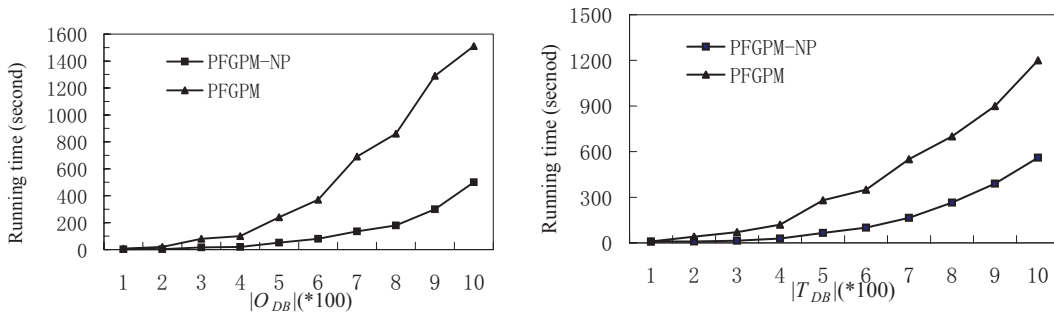 1600
1400
1200
1000
800
600
400
200
0
Running time (second)
PFGPM-NP
PFGPM
1 2 3 4 5 6 7 8 9 10
|O DB|(*100)
1500
1200
900
600
300
0
Running time (secnod)
PFGPM-NP
PFGPM
1 2 3 4 5 6 7 8 9 10
|T DB|(*100)